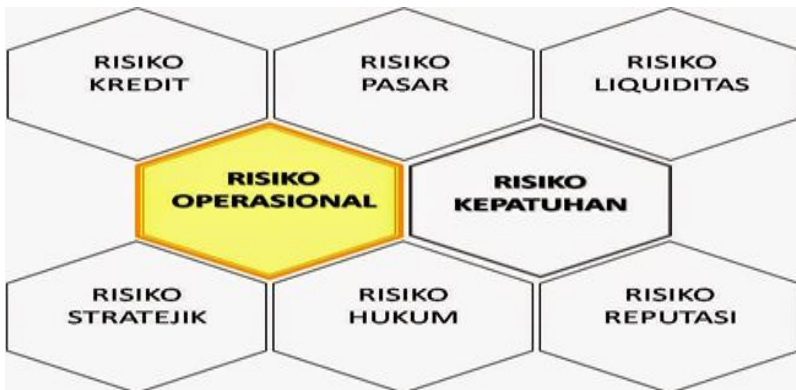 RISIKO
KREDIT
RISIKO
PASAR
RISIKO
LIQUIDITAS
RISIKO
OPERASIONAL
RISIKO
KEPATUHAN
RISIKO
STRATEJIK
RISIKO
HUKUM
RISIKO
REPUTASI